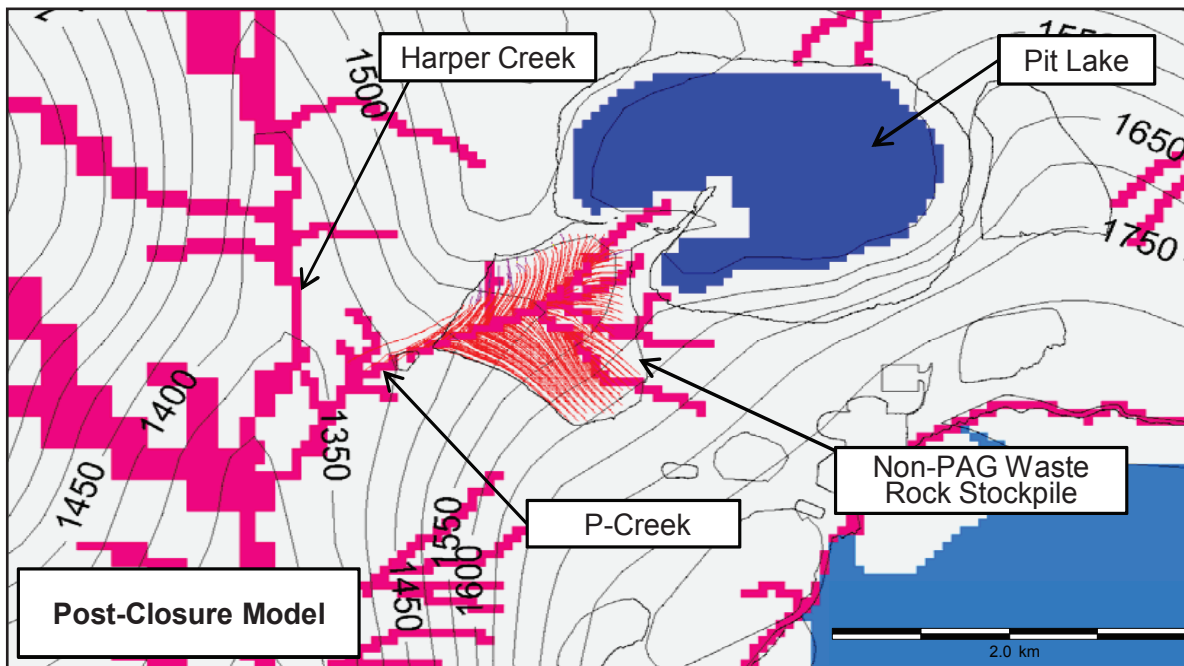 Harper Creek
Pit Lake
1500
1650
1750
1400
1350
1450
Non-PAG Waste
Rock Stockpile
P-Creek
1550
1600
1450
Post-Closure Model
2.0 km